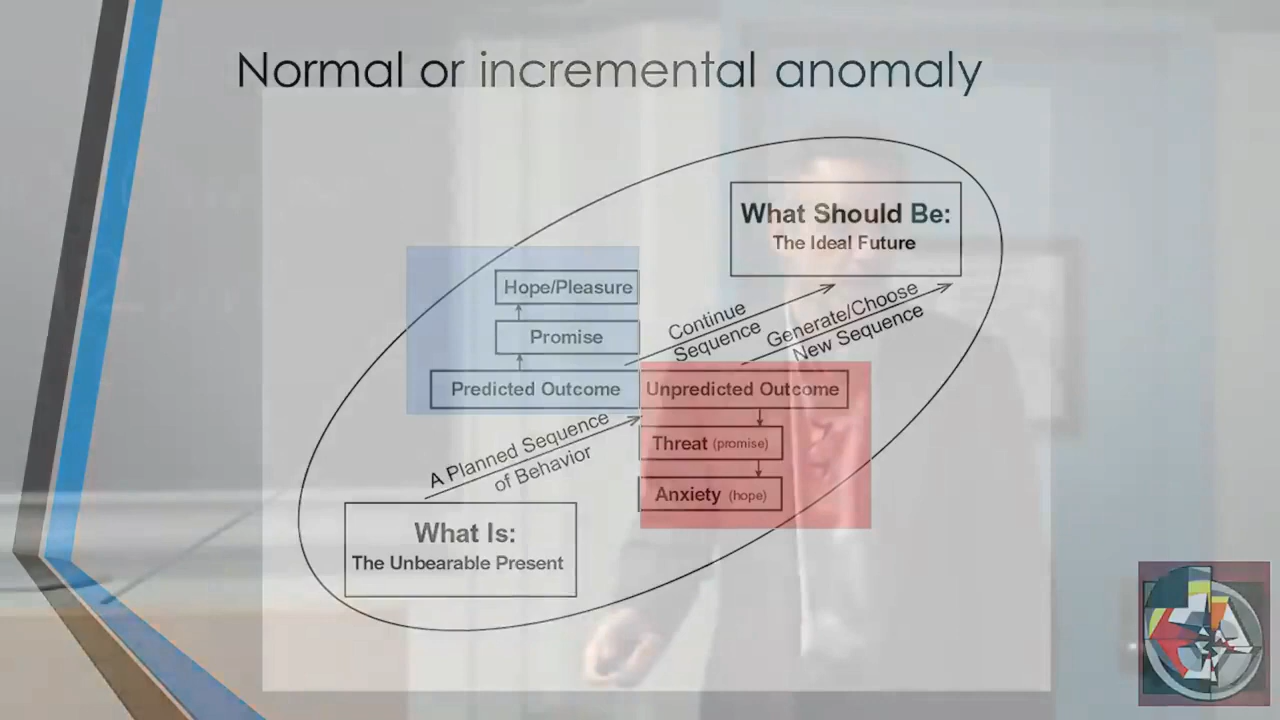 Normal or incremental anomaly
What Should Be:
The Ideal Future
Hope/Pleasure
Promise
Predicted Outcome
Continue
Sequence
Generate/Choose
New Sequence
Unpredicted Outcome
Threat (promise)
Anxiety (hope)
A Planned Sequence
of Behavior
What Is:
The Unbearable Present